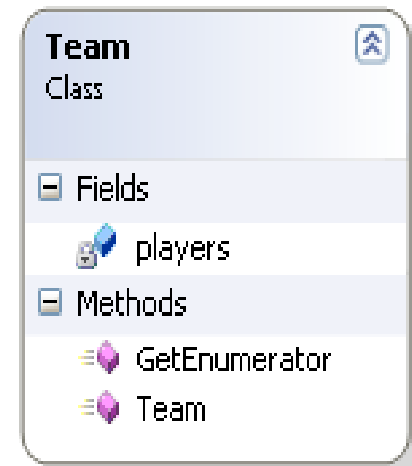 Team
Class
Fields
players
Methods
GetEnumerator
Team